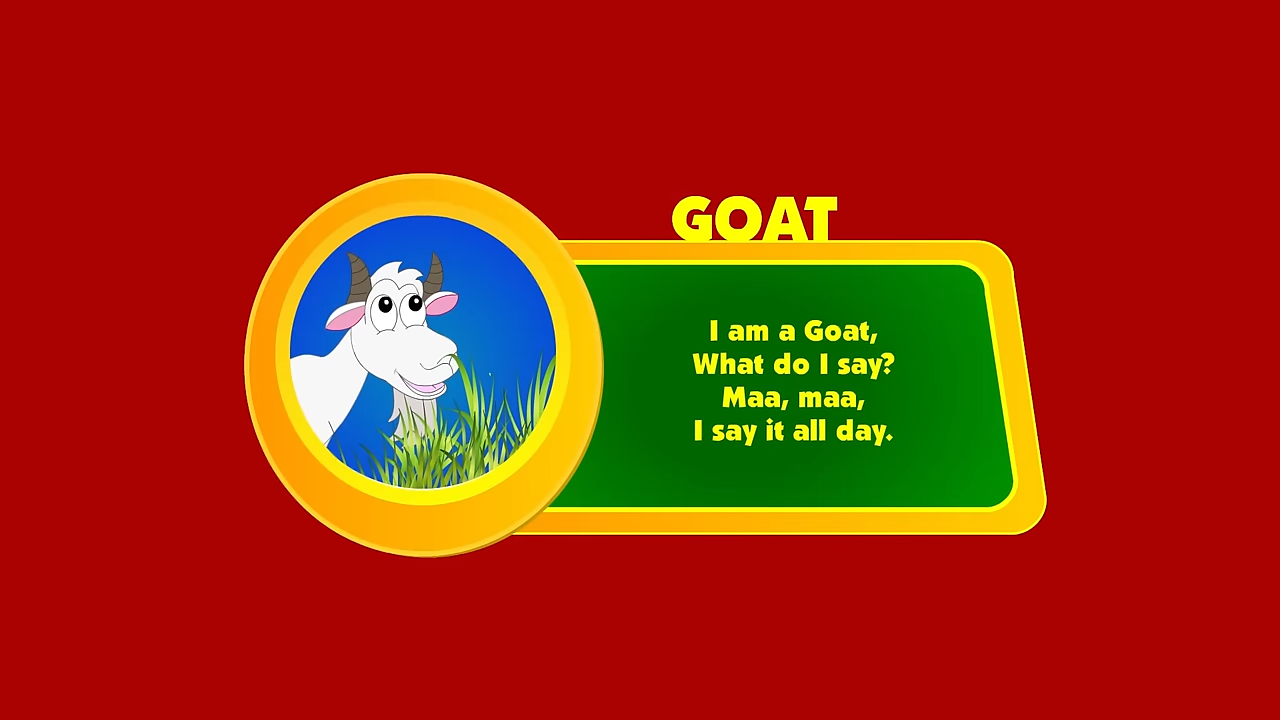 GOAT
I am a Goat,
What do I say?
Maa, maa,
I say it all day.